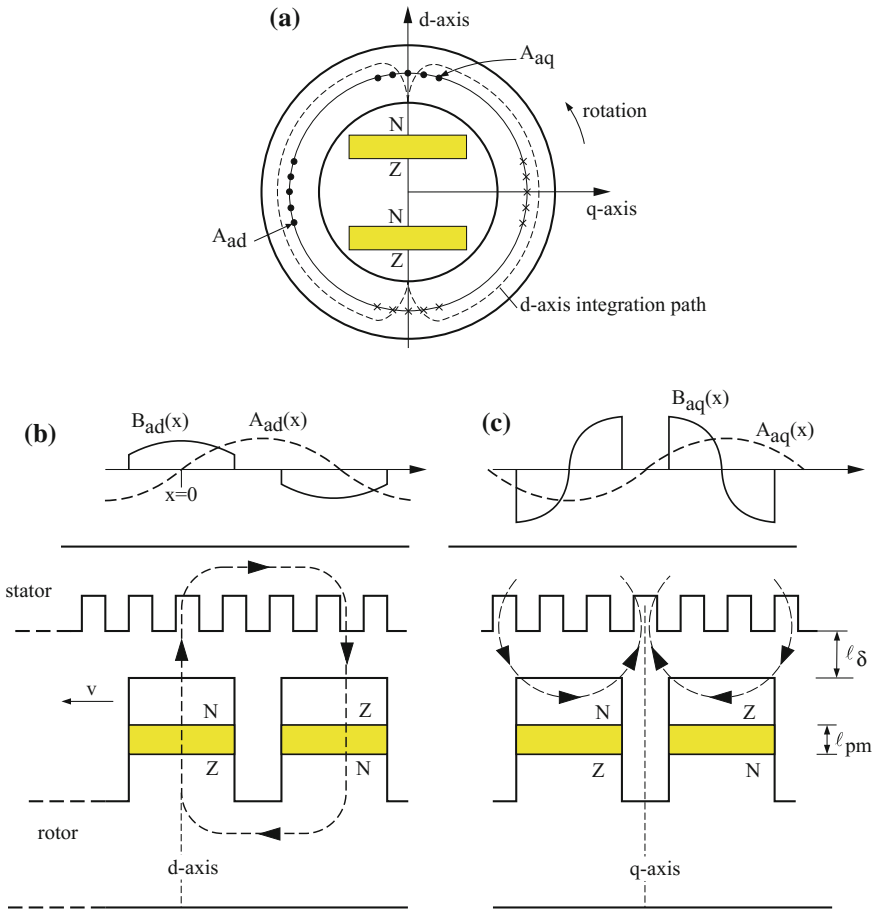 (a)
d-axis
A_aq
N
Z
rotation
q-axis
N
Z
A_ad
d-axis integration path
(b)
B_ad(x)
A_ad(x)
x=0
(c)
B_aq(x)
A_aq(x)
stator
ℓ_δ
v
N
Z
N
Z
ℓ_pm
Z
N
Z
N
rotor
d-axis
q-axis